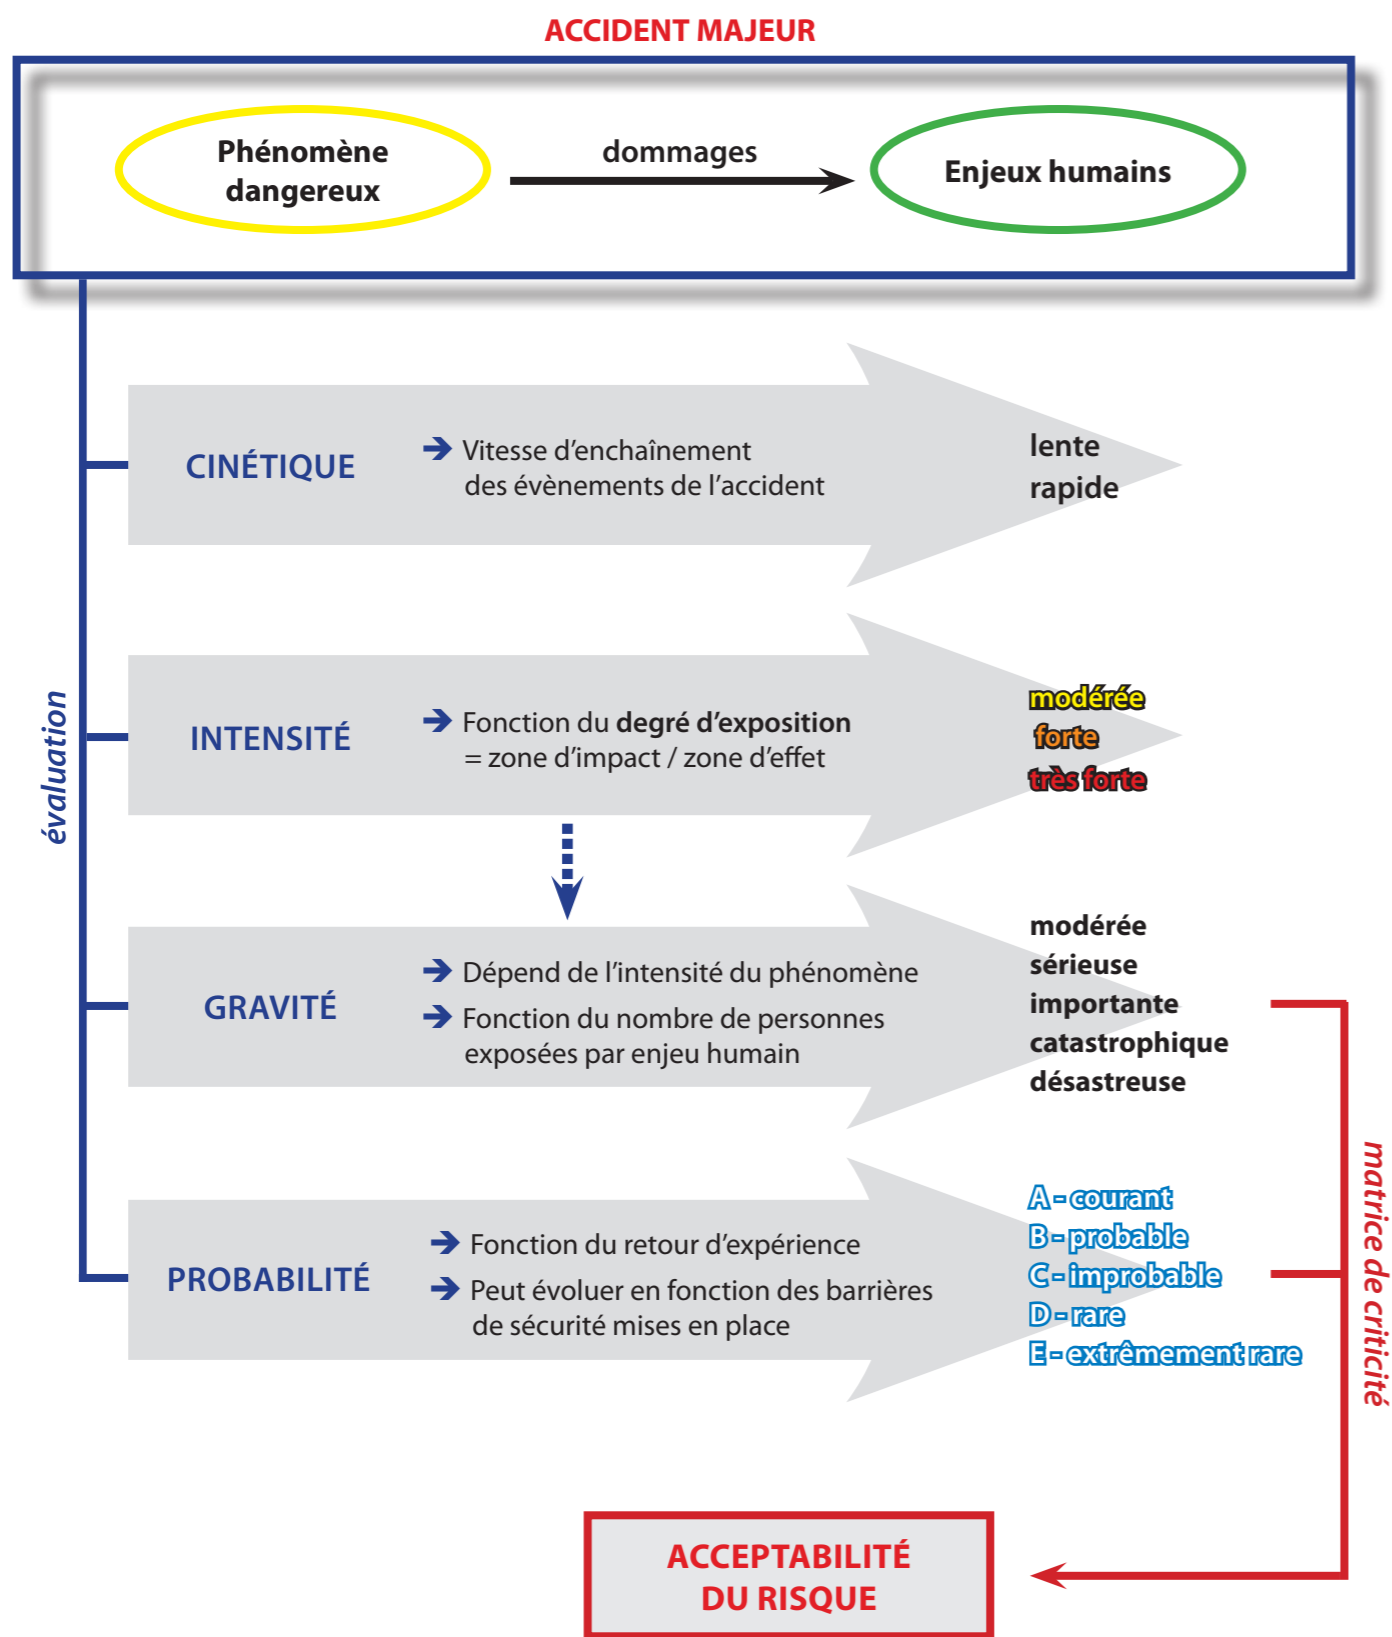 ACCIDENT MAJEUR
Phénomène
dangereux
dommages
Enjeux humains
évaluation
CINÉTIQUE
Vitesse d’enchaînement
des évènements de l’accident
lente
rapide
INTENSITÉ
Fonction du degré d’exposition
= zone d’impact / zone d’effet
modérée
forte
très forte
GRAVITÉ
Dépend de l’intensité du phénomène
Fonction du nombre de personnes
exposées par enjeu humain
modérée
sérieuse
importante
catastrophique
désastreuse
PROBABILITÉ
Fonction du retour d’expérience
Peut évoluer en fonction des barrières
de sécurité mises en place
A - courant
B - probable
C - improbable
D - rare
E - extrêmement rare
matrice de criticité
ACCEPTABILITÉ
DU RISQUE